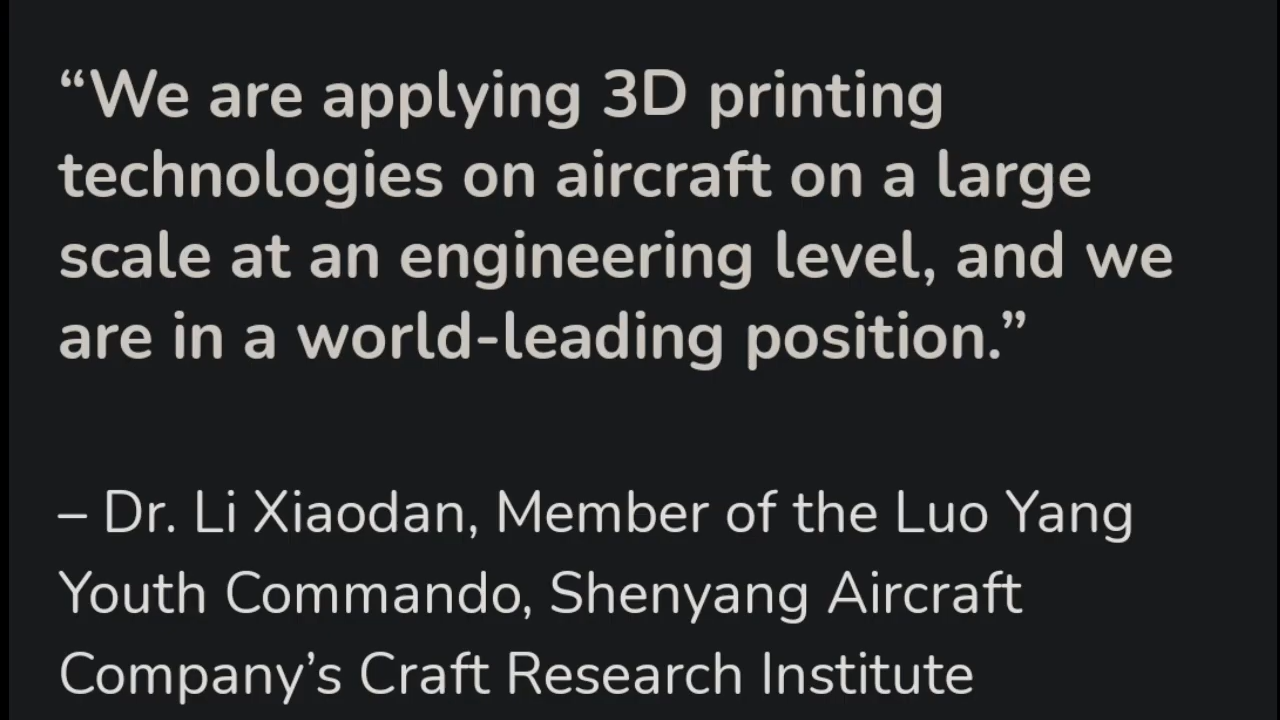 “We are applying 3D printing
technologies on aircraft on a large
scale at an engineering level, and we
are in a world-leading position.”
– Dr. Li Xiaodan, Member of the Luo Yang
Youth Commando, Shenyang Aircraft
Company’s Craft Research Institute